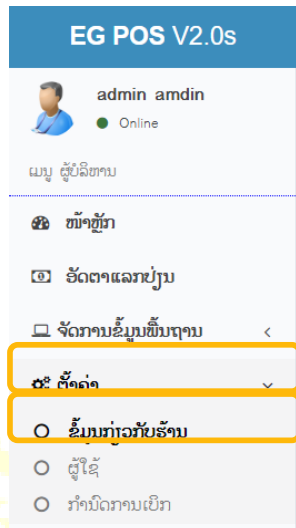 EG POS V2.0s
admin amdin
Online
ເມນູ ຜູ້ບໍລິຫານ
ໜ້າຫຼັກ
ອັດຕາແລກປ່ຽນ
ຈັດການຂໍ້ມູນພື້ນຖານ
ຕັ້ງຄ່າ
ຂໍ້ມູນກ່ຽວກັບຮ້ານ
ຜູ້ໃຊ້
ກຳນົດການເບີກ